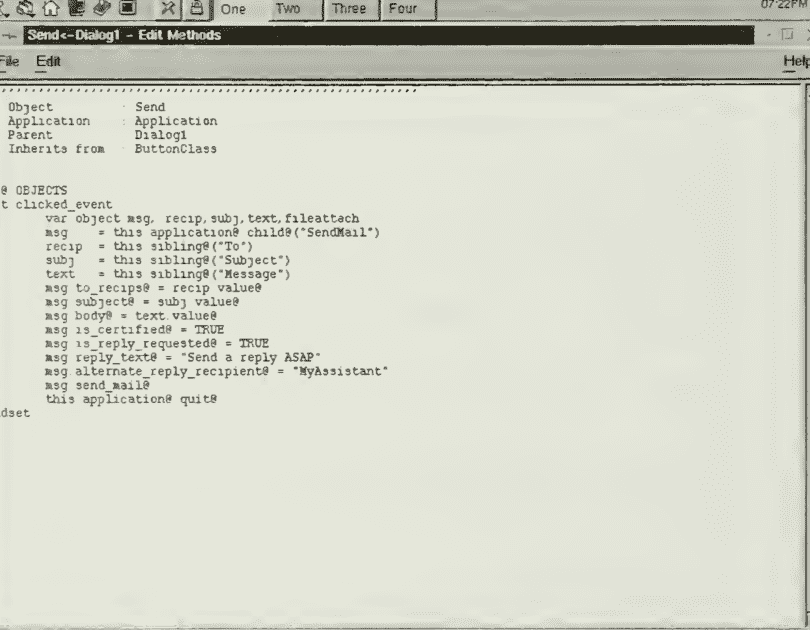 One Two Three Four 07:22PM
Send<-Dialog1 - Edit Methods
File Edit Help
Object : Send
Application : Application
Parent Dialog1
Inherits from : ButtonClass
@ OBJECTS
t clicked_event
var object msg, recip, subj, text, fileattach
msg = this application@ child@("SendMail")
recip = this sibling@("To")
subj = this sibling@("Subject")
text = this sibling@("Message")
msg to_recips@ = recip value@
msg subject@ = subj value@
msg body@ = text.value@
msg is_certified@ = TRUE
msg is_reply_requested@ = TRUE
msg reply_text@ = "Send a reply ASAP"
msg.alternate_reply_recipient@ = "MyAssistant"
msg send_mail@
this application@ quit@
dset